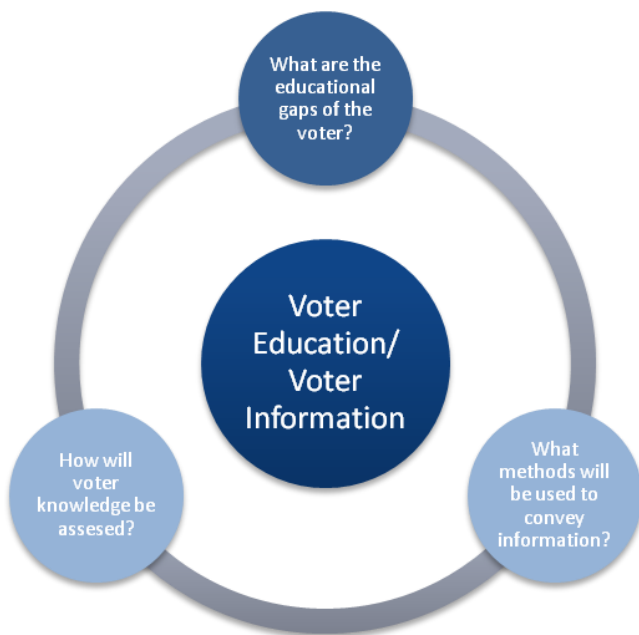 What are the
educational
gaps of the
voter?
Voter
Education/
Voter
Information
How will
voter
knowledge be
assesed?
What
methods will
be used to
convey
information?